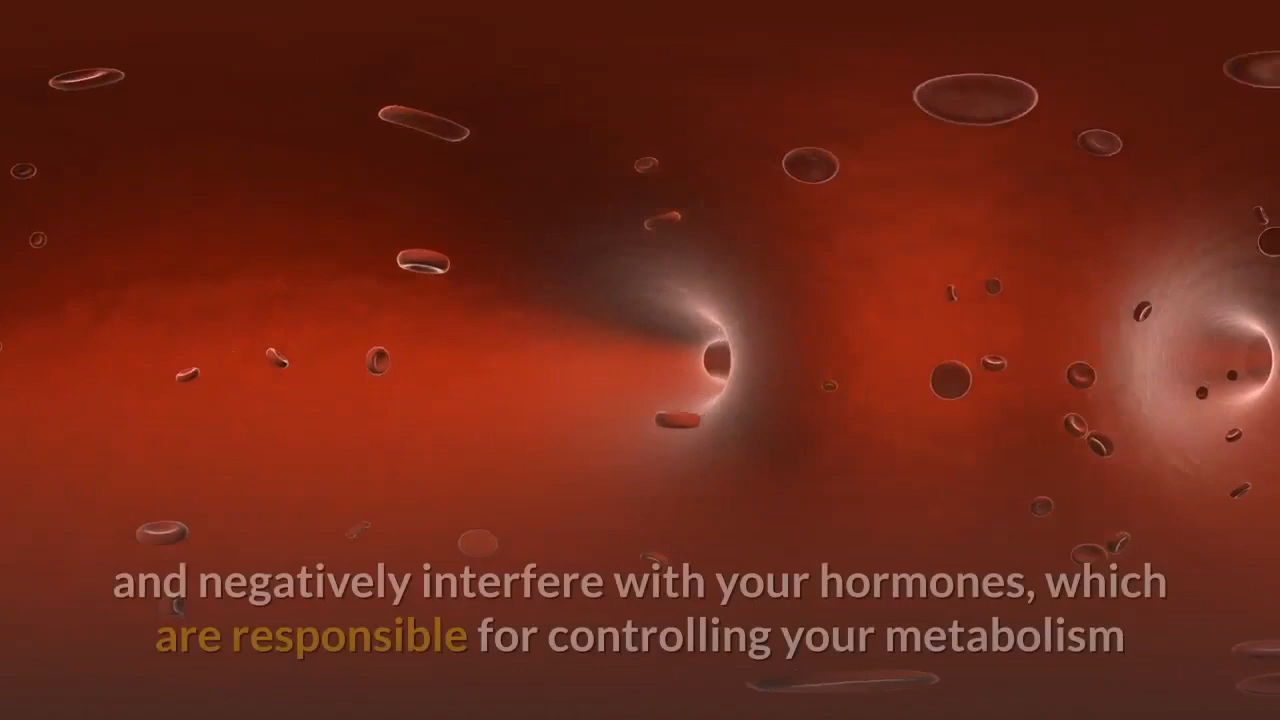 and negatively interfere with your hormones, which
are responsible for controlling your metabolism